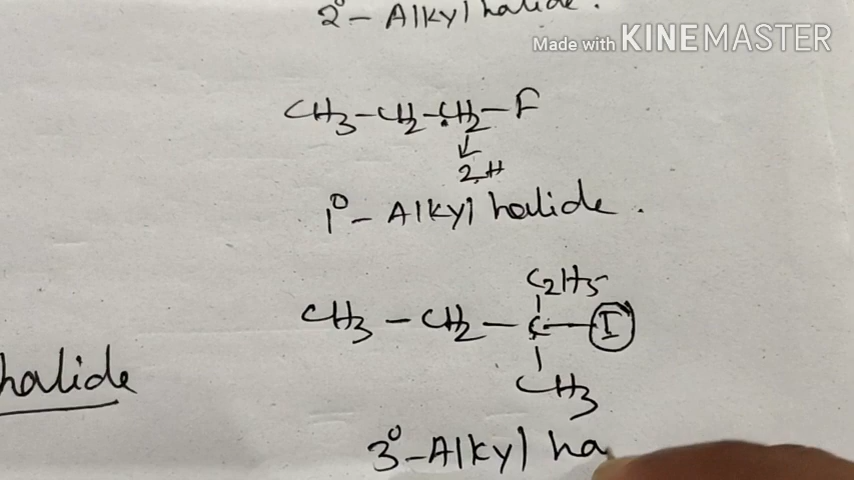 2° - Alkyl halide.
Made with KINEMASTER
CH3-CH2-CH2-F
2H
1° - Alkyl halide.
C2H5
CH3 - CH2 - C - I
CH3
halide
3° - Alkyl ha